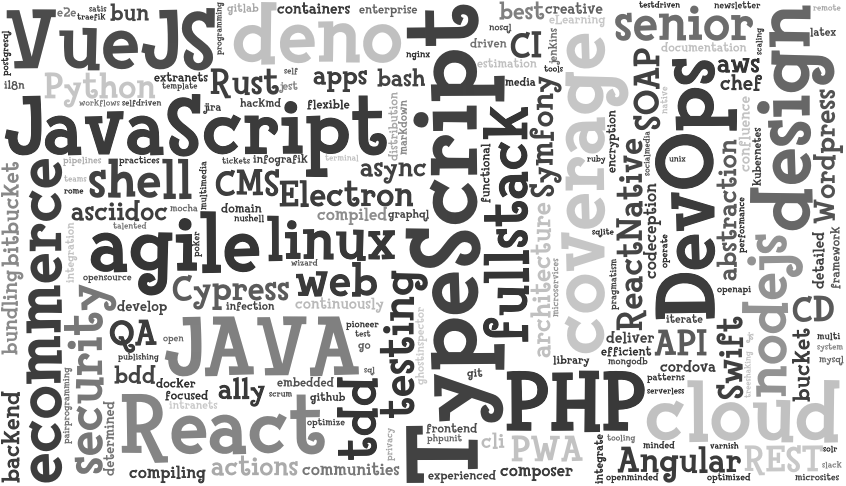 postgresql
e2e
satis
traefik
bun
VueJS
programming
gitlab
containers
enterprise
deno
nginx
nosql
driven
best
creative
eLearning
CI
jenkins
estimation
tools
media
testdriven
newsletter
senior
documentation
scaling
remote
latex
i18n
Python
extranets
template
workflows
selfdriven
Rust
self
jest
apps
bash
jira
hacKmd
flexible
distribution
markdown
JavaScript
TypeScript
fullstack
functional
Symfony
coverage
ruby
encryption
SOAP
native
socialmedia
DevOps
unix
aws
chef
confluence
Kubernetes
design
Wordpress
pipelines
practices
teams
rome
shell
multimedia
tickets
infografik
terminal
async
CMS
Electron
bundling
bitbucket
ecommerce
asciidoc
mocha
talented
domain
nushell
compiled
graphql
integration
agile
poker
linux
wizard
opensource
security
Cypress
web
develop
infection
continuously
testing
ghostinspector
architecture
microservices
sqlite
pragmatism
ReactNative
codeception
operate
abstraction
performance
openapi
nodejs
detailed
framework
CD
QA
publishing
open
JAVA
pioneer
test
go
iterate
deliver
efficient
mongodb
API
cordova
Swift
treeshaking
bucket
multi
system
mysql
library
git
bdd
docker
focused
intranets
ally
scrum
embedded
github
sql
tdd
PHP
patterns
serverless
cloud
backend
pairprogramming
determined
React
optimize
privacy
frontend
phpunit
cli
PWA
integrate
tooling
minded
varnish
solr
slack
compiling
actions
communities
experienced
composer
Angular
openminded
optimized
REST
microsites